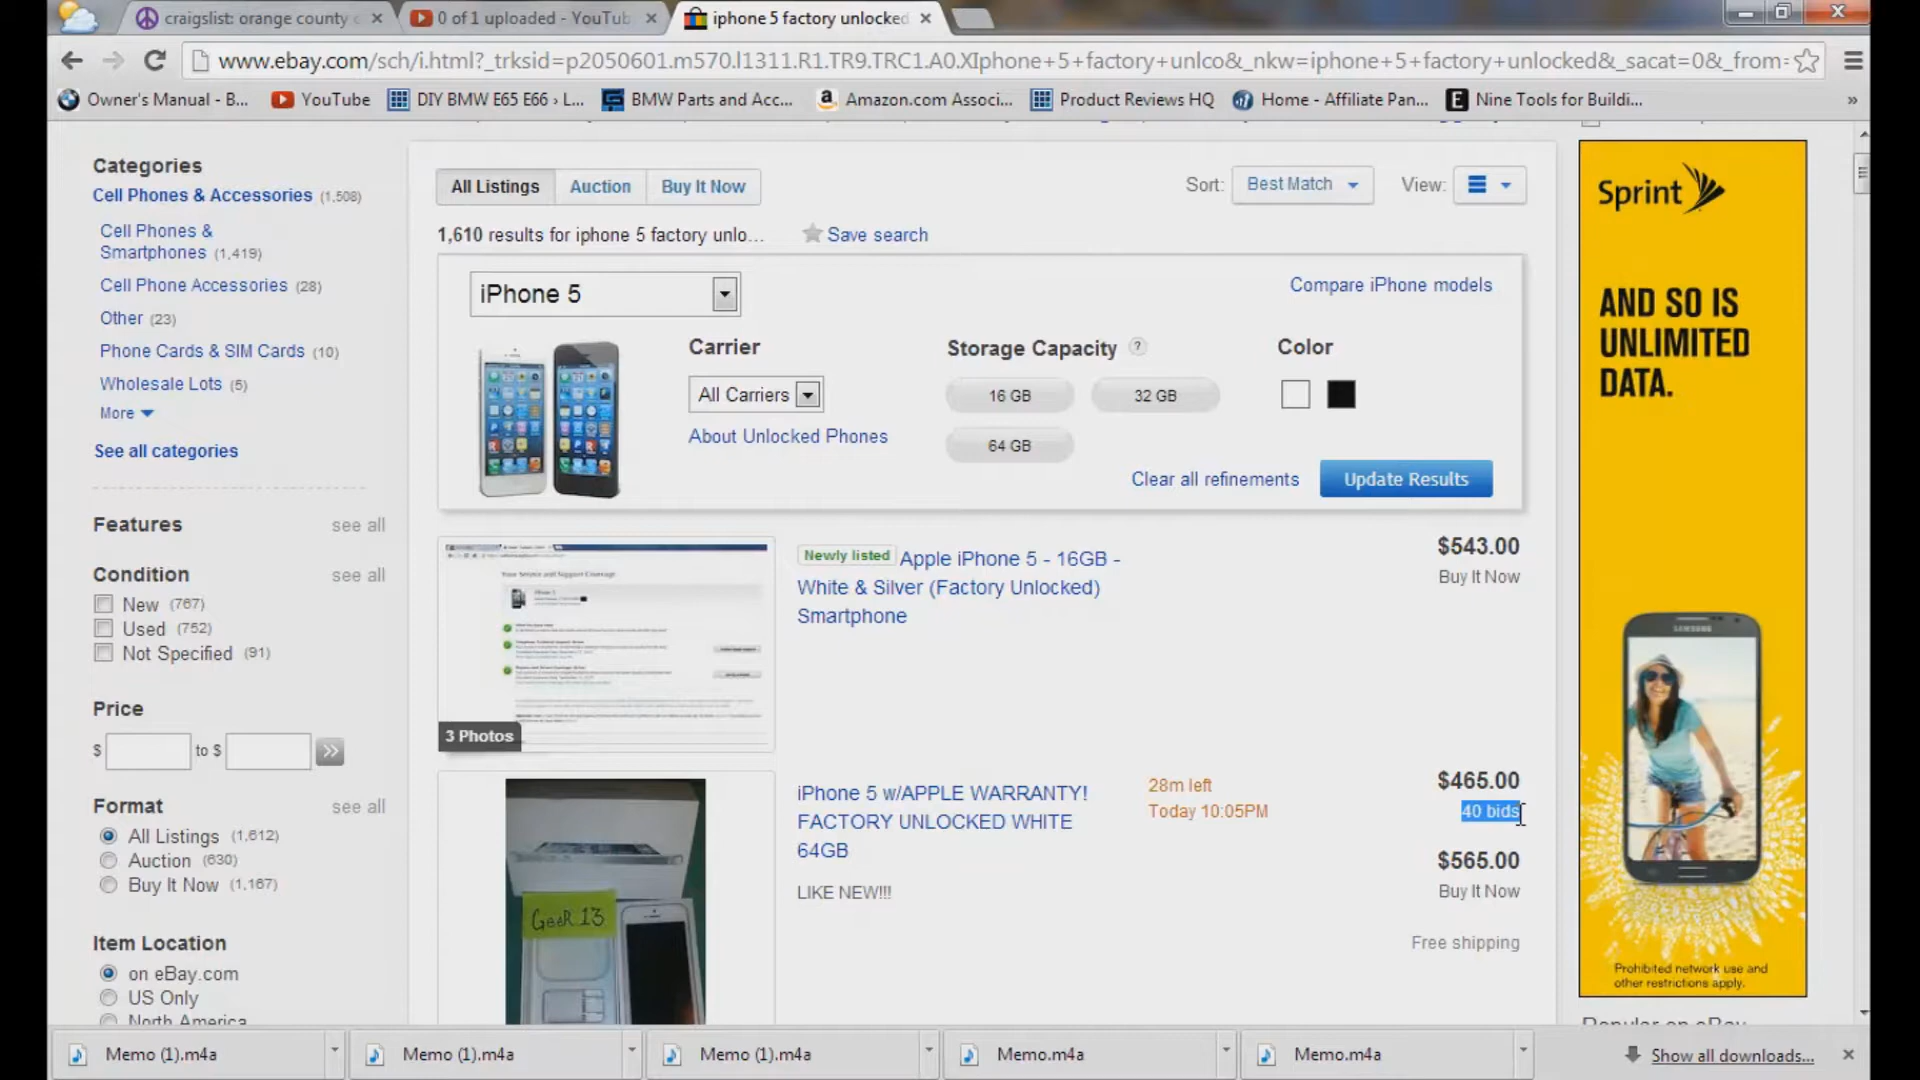 craigslist: orange county c
0 of 1 uploaded - YouTub
iphone 5 factory unlocked
www.ebay.com/sch/i.html?_trksid=p2050601.m570.l1311.R1.TR9.TRC1.A0.XIphone+5+factory+unlco&_nkw=iphone+5+factory+unlocked&_sacat=0&_from=
Owner's Manual - B...
YouTube
DIY BMW E65 E66 › L...
BMW Parts and Acc...
Amazon.com Associ...
Product Reviews HQ
Home - Affiliate Pan...
Nine Tools for Buildi...
»
Categories
Cell Phones & Accessories (1,508)
Cell Phones &
Smartphones (1,419)
Cell Phone Accessories (28)
Other (23)
Phone Cards & SIM Cards (10)
Wholesale Lots (5)
More
See all categories
Features see all
Condition see all
New (767)
Used (752)
Not Specified (91)
Price
$ to $ »
Format see all
All Listings (1,612)
Auction (630)
Buy It Now (1,167)
Item Location
on eBay.com
US Only
North America
All Listings Auction Buy It Now
Sort: Best Match View:
1,610 results for iphone 5 factory unlo... Save search
iPhone 5
Compare iPhone models
Carrier
All Carriers
About Unlocked Phones
Storage Capacity ?
16 GB 32 GB
64 GB
Color
Clear all refinements Update Results
3 Photos
Newly listed Apple iPhone 5 - 16GB -
White & Silver (Factory Unlocked)
Smartphone
$543.00
Buy It Now
GeeR 13
iPhone 5 w/APPLE WARRANTY!
FACTORY UNLOCKED WHITE
64GB
LIKE NEW!!!
28m left
Today 10:05PM
$465.00
40 bids
$565.00
Buy It Now
Free shipping
Sprint
AND SO IS
UNLIMITED
DATA.
SAMSUNG
Prohibited network use and
other restrictions apply.
Popular on eBay
Memo (1).m4a
Memo (1).m4a
Memo (1).m4a
Memo.m4a
Memo.m4a
Show all downloads...